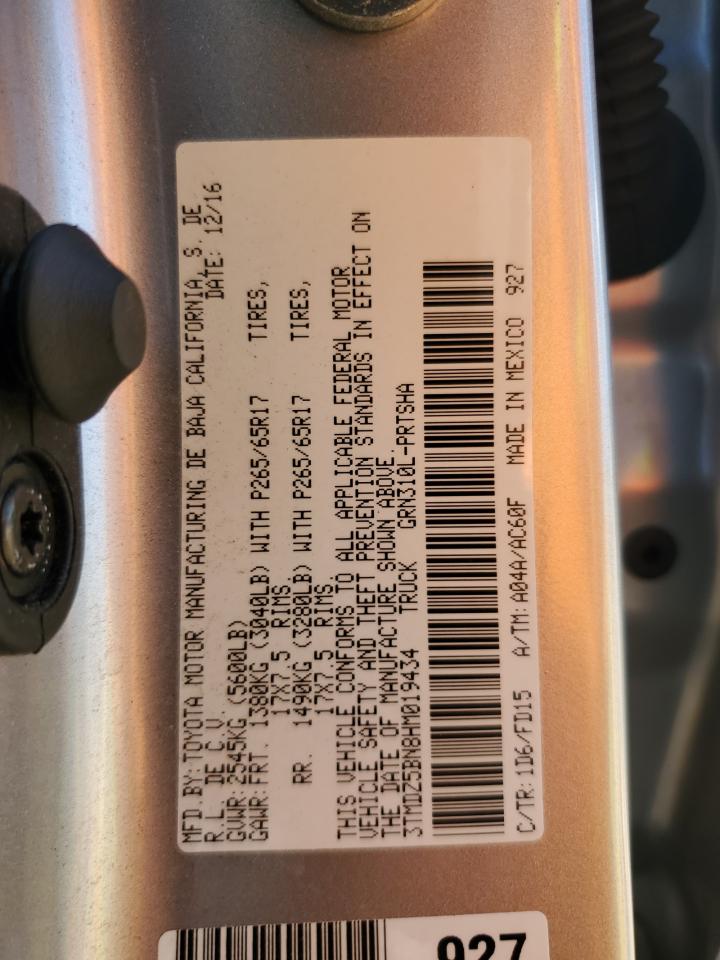 MFD.BY:TOYOTA MOTOR MANUFACTURING DE BAJA CALIFORNIA, S. DE
R.L. DE C.V. DATE: 12/16
GVWR:2545KG (5600LB)
GAWR:FRT. 1380KG (3040LB) WITH P265/65R17 TIRES,
17X7.5 RIMS.
RR. 1490KG (3280LB) WITH P265/65R17 TIRES,
17X7.5 RIMS.
THIS VEHICLE CONFORMS TO ALL APPLICABLE FEDERAL MOTOR
VEHICLE SAFETY AND THEFT PREVENTION STANDARDS IN EFFECT ON
THE DATE OF MANUFACTURE SHOWN ABOVE.
3TMDZ5BN8HM019434 TRUCK GRN310L-PRTSHA
C/TR:1D6/FD15 A/TM:A04A/AC60F MADE IN MEXICO 927
927